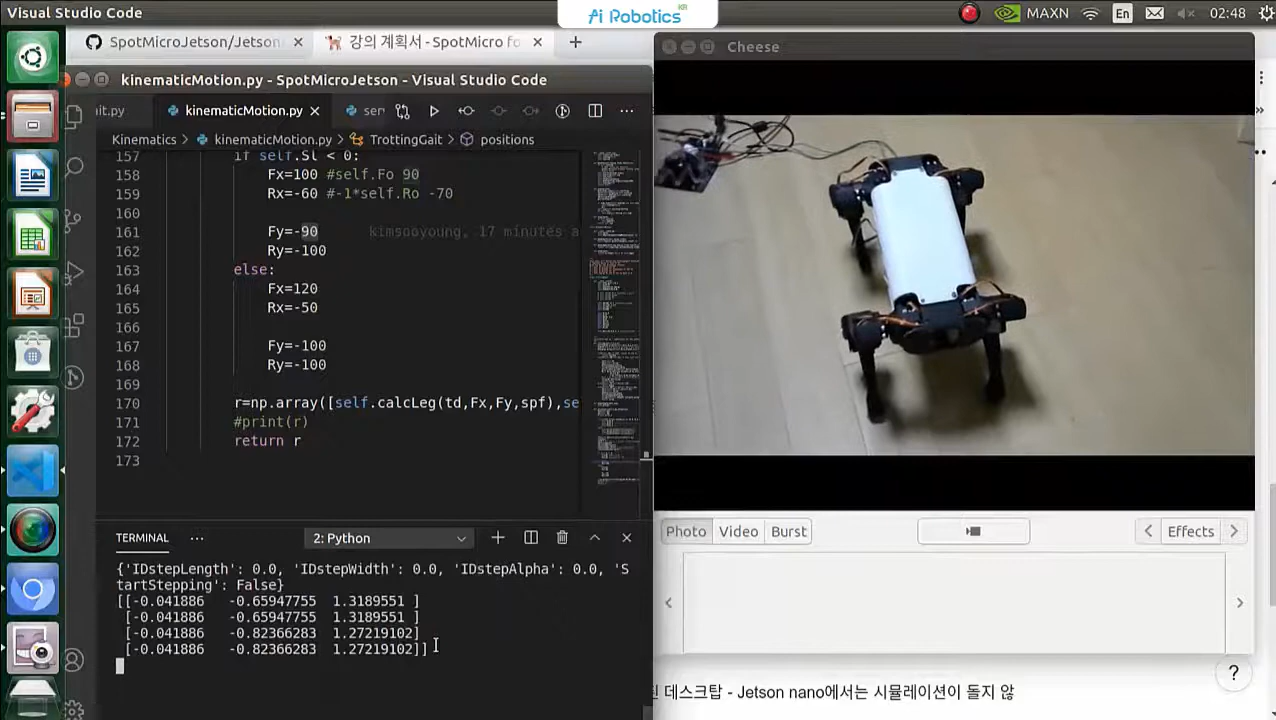 Visual Studio Code
Ai Robotics KR
MAXN
En
02:48
SpotMicroJetson/Jetson
강의 계획서 - SpotMicro fo
kinematicMotion.py - SpotMicroJetson - Visual Studio Code
Cheese
it.py
kinematicMotion.py
ser
Kinematics > kinematicMotion.py > TrottingGait > positions
157 if self.Sl < 0:
158 Fx=100 #self.Fo 90
159 Rx=-60 #-1*self.Ro -70
160
161 Fy=-90 kimsooyoung, 17 minutes a
162 Ry=-100
163 else:
164 Fx=120
165 Rx=-50
166
167 Fy=-100
168 Ry=-100
169
170 r=np.array([self.calcLeg(td,Fx,Fy,spf),se
171 #print(r)
172 return r
173
TERMINAL
2: Python
{'IDstepLength': 0.0, 'IDstepWidth': 0.0, 'IDstepAlpha': 0.0, 'S
tartStepping': False}
[[-0.041886 -0.65947755 1.3189551 ]
[-0.041886 -0.65947755 1.3189551 ]
[-0.041886 -0.82366283 1.27219102]
[-0.041886 -0.82366283 1.27219102]]
Photo
Video
Burst
Effects
?
데스크탑 - Jetson nano에서는 시뮬레이션이 돌지 않